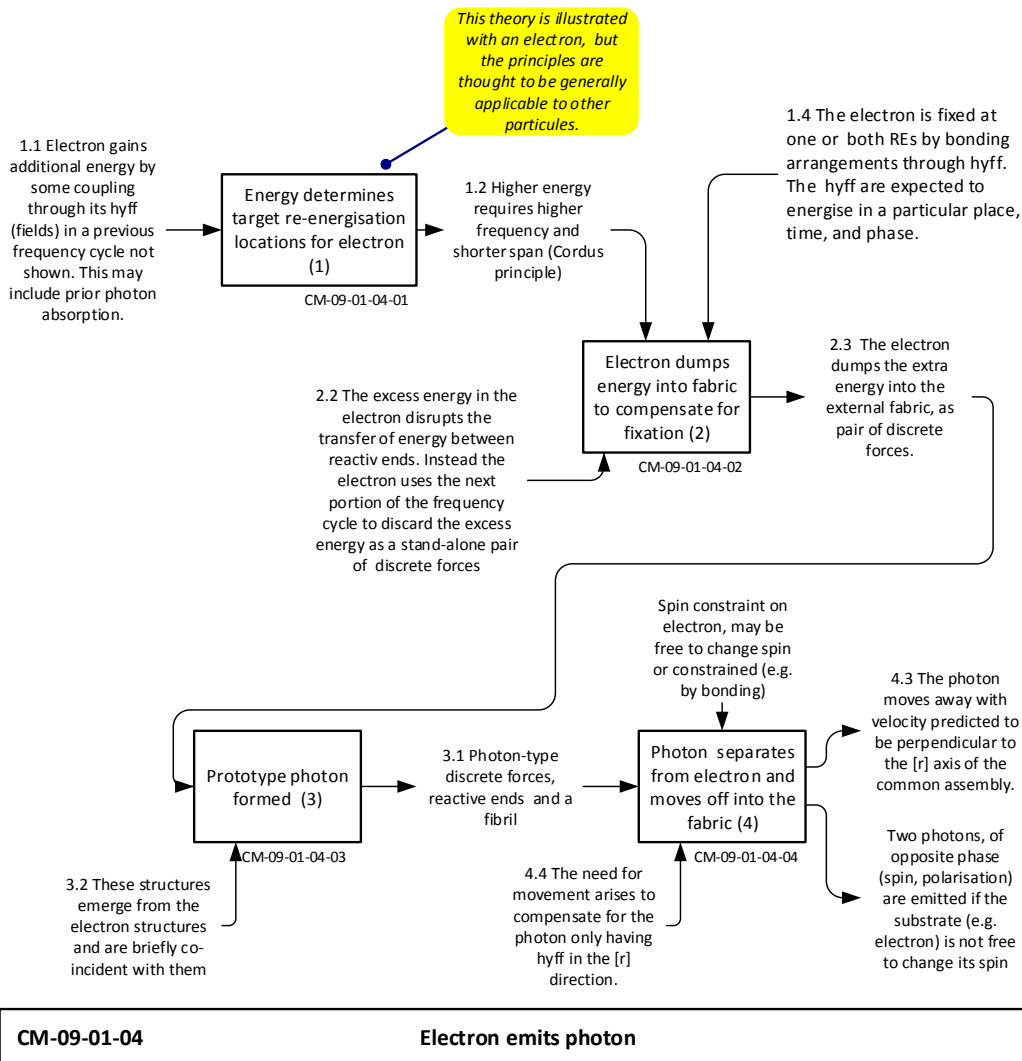 This theory is illustrated
with an electron, but
the principles are
thought to be generally
applicable to other
particules.
1.1 Electron gains
additional energy by
some coupling
through its hyff
(fields) in a previous
frequency cycle not
shown. This may
include prior photon
absorption.
Energy determines
target re-energisation
locations for electron
(1)
CM-09-01-04-01
1.2 Higher energy
requires higher
frequency and
shorter span (Cordus
principle)
1.4 The electron is fixed at
one or both REs by bonding
arrangements through hyff.
The hyff are expected to
energise in a particular place,
time, and phase.
2.2 The excess energy in the
electron disrupts the
transfer of energy between
reactiv ends. Instead the
electron uses the next
portion of the frequency
cycle to discard the excess
energy as a stand-alone pair
of discrete forces
Electron dumps
energy into fabric
to compensate for
fixation (2)
CM-09-01-04-02
2.3 The electron
dumps the extra
energy into the
external fabric, as
pair of discrete
forces.
Prototype photon
formed (3)
CM-09-01-04-03
3.2 These structures
emerge from the
electron structures
and are briefly co-
incident with them
3.1 Photon-type
discrete forces,
reactive ends and a
fibril
Spin constraint on
electron, may be
free to change spin
or constrained (e.g.
by bonding)
Photon separates
from electron and
moves off into the
fabric (4)
CM-09-01-04-04
4.4 The need for
movement arises to
compensate for the
photon only having
hyff in the [r]
direction.
4.3 The photon
moves away with
velocity predicted to
be perpendicular to
the [r] axis of the
common assembly.
Two photons, of
opposite phase
(spin, polarisation)
are emitted if the
substrate (e.g.
electron) is not free
to change its spin
CM-09-01-04 Electron emits photon